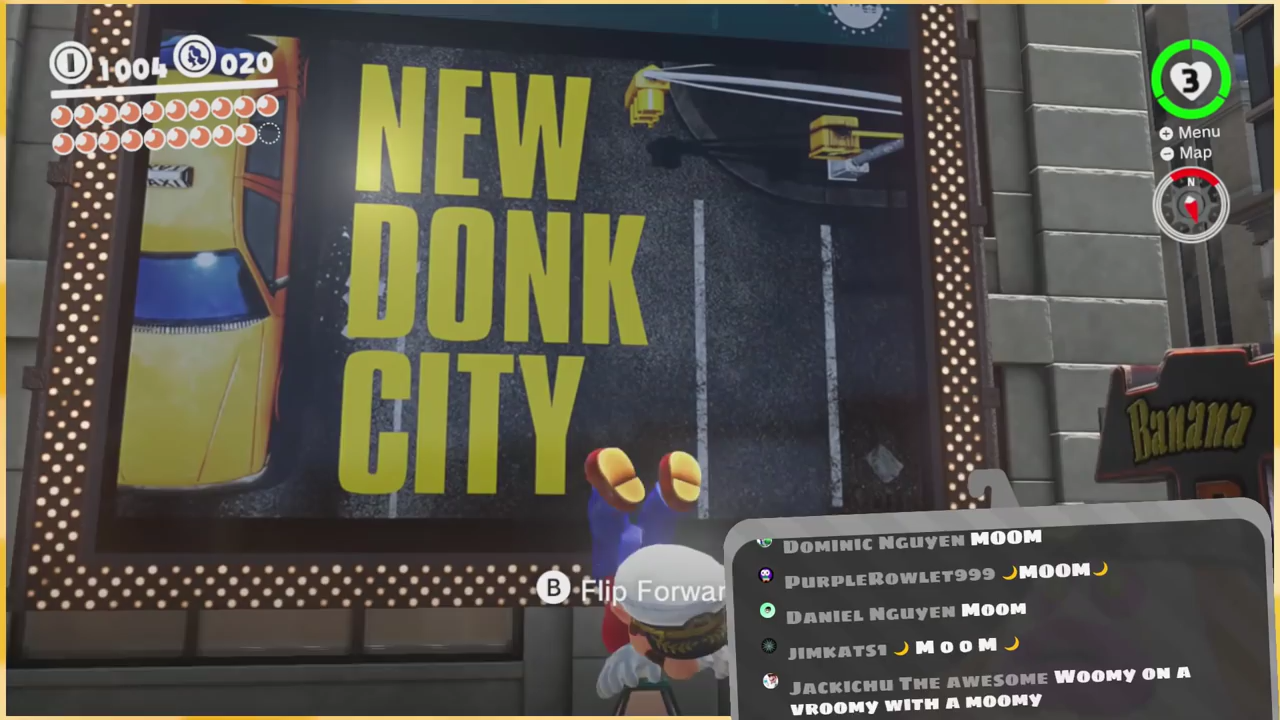 1004 020
3
+ Menu
- Map
N
NEW
DONK
CITY
Banana
B Flip Forwar
DOMINIC NGUYEN MOOM
PURPLEROWLET999 🌙MOOM🌙
DANIEL NGUYEN MOOM
JIMKATS1 🌙 M O O M 🌙
JACKICHU THE AWESOME WOOMY ON A
VROOMY WITH A MOOMY